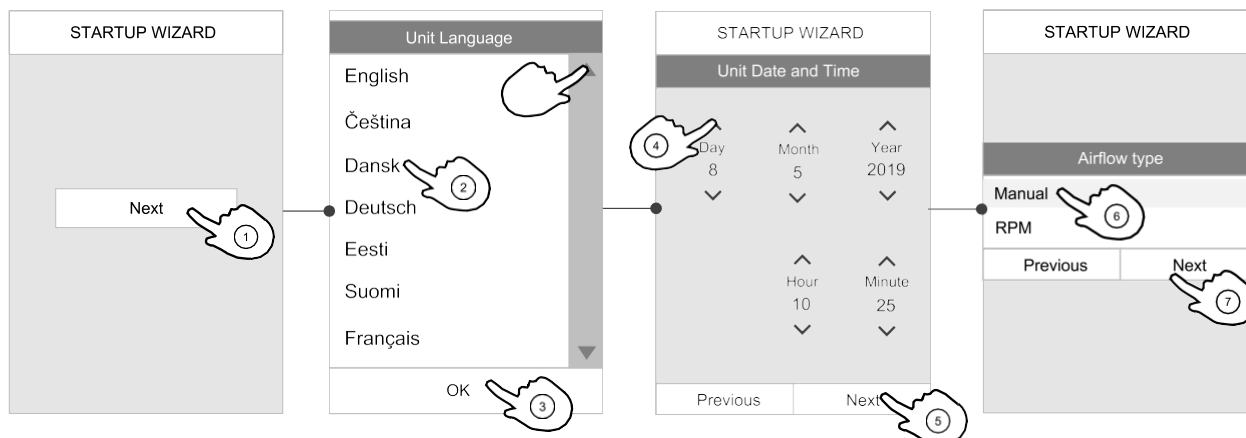 STARTUP WIZARD
Next
1
Unit Language
English
Čeština
Dansk
2
Deutsch
Eesti
Suomi
Français
OK
3
STARTUP WIZARD
Unit Date and Time
4
Day Month Year
8 5 2019
Hour Minute
10 25
Previous Next
5
STARTUP WIZARD
Airflow type
Manual
6
RPM
Previous Next
7